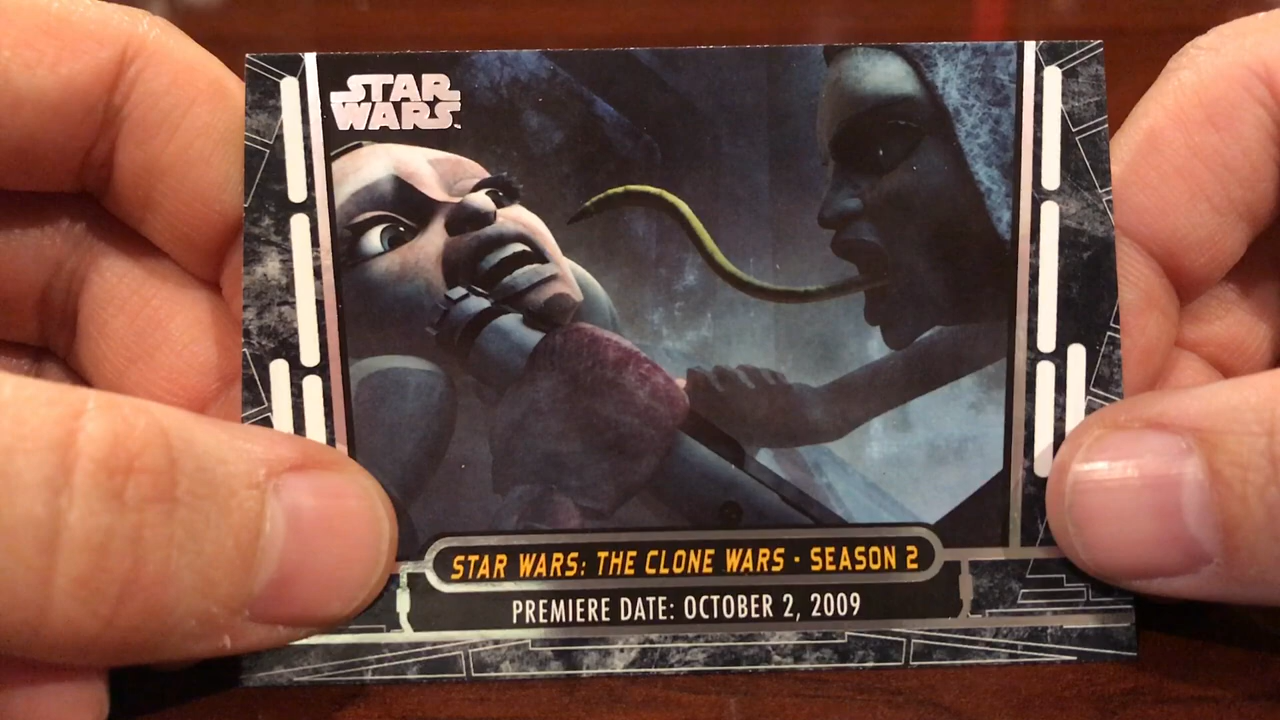 STAR
WARS
STAR WARS: THE CLONE WARS - SEASON 2
PREMIERE DATE: OCTOBER 2, 2009